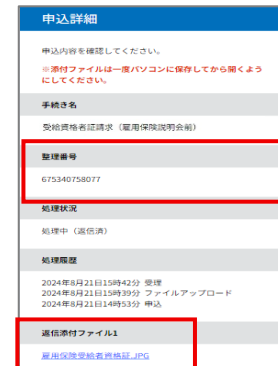 申込詳細
申込内容を確認してください。
※添付ファイルは一度パソコンに保存してから開くよう
にしてください。
手続き名
受給資格者証請求（雇用保険説明会前）
整理番号
675340758077
処理状況
処理中（返信済）
処理履歴
2024年8月21日15時42分 受理
2024年8月21日15時39分 ファイルアップロード
2024年8月21日14時53分 申込
返信添付ファイル1
雇用保険受給者資格証.JPG